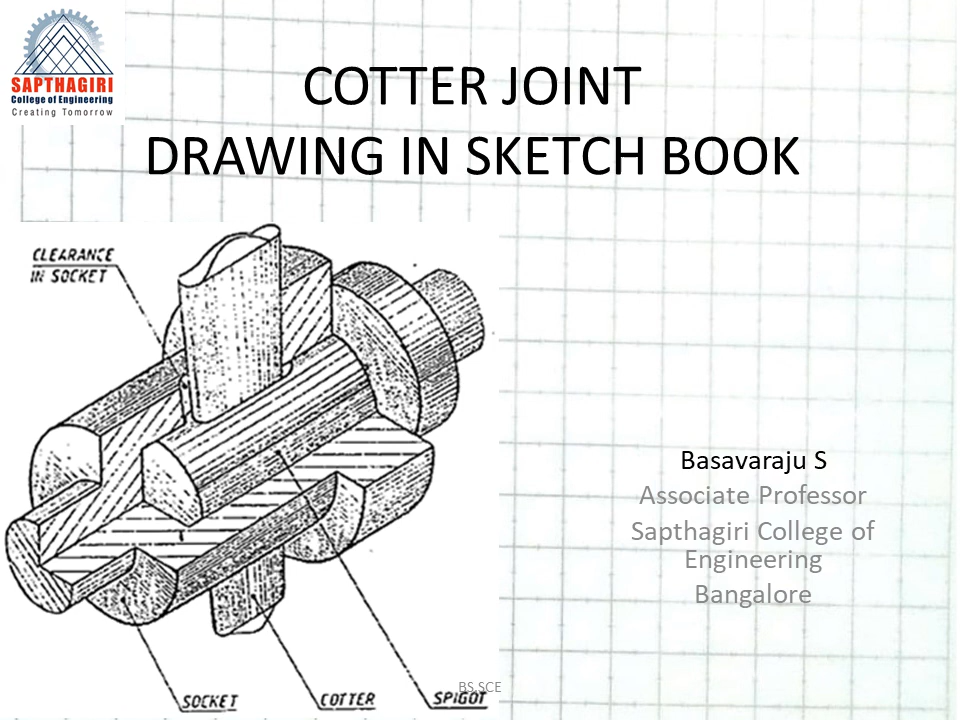 SAPTHAGIRI
College of Engineering
Creating Tomorrow
COTTER JOINT
DRAWING IN SKETCH BOOK
CLEARANCE
IN SOCKET
Basavaraju S
Associate Professor
Sapthagiri College of
Engineering
Bangalore
SOCKET
COTTER
SPIGOT
BS,SCE